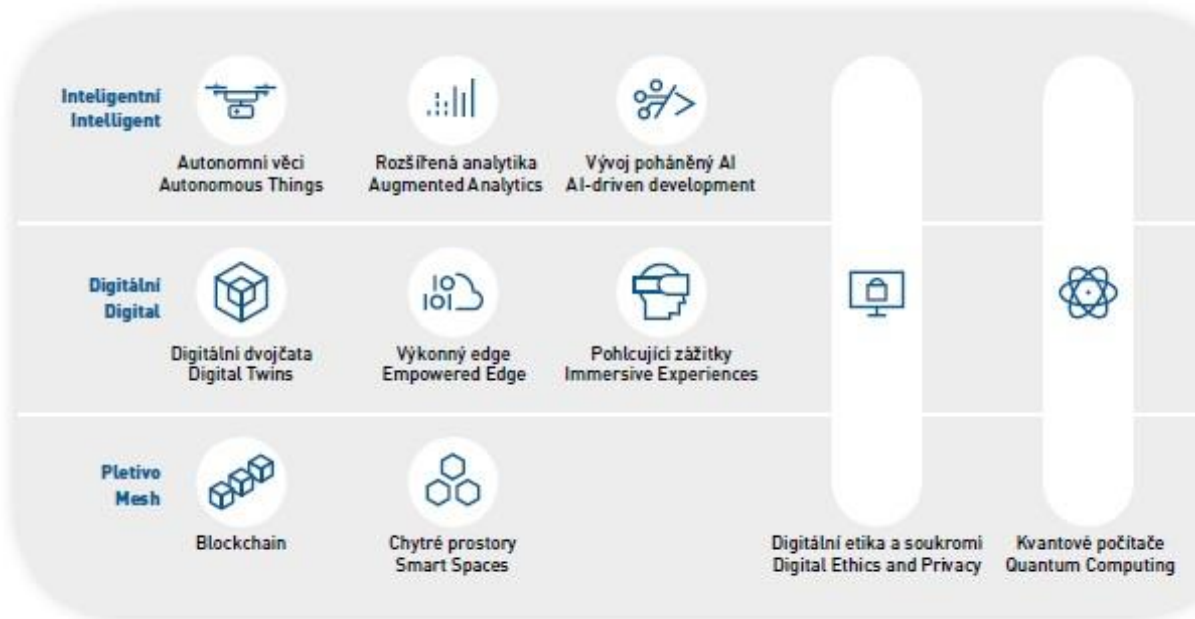 Inteligentní
Intelligent
Autonomni věci
Autonomous Things
Rozšířená analytika
Augmented Analytics
Vývoj poháněný AI
AI-driven development
Digitální
Digital
Digitální dvojčata
Digital Twins
Výkonný edge
Empowered Edge
Pohlcující zážitky
Immersive Experiences
Pletivo
Mesh
Blockchain
Chytré prostory
Smart Spaces
Digitální etika a soukromi
Digital Ethics and Privacy
Kvantové počítače
Quantum Computing